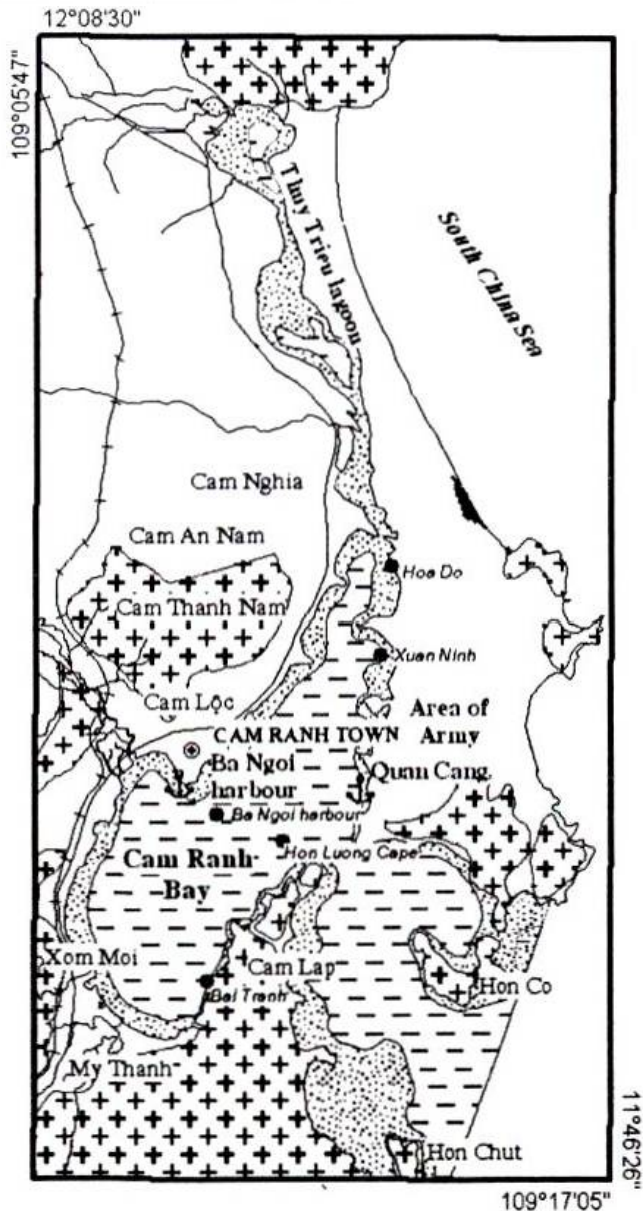 12°08'30"
109°05'47"
Thuy Trieu lagoon
South China Sea
Cam Nghia
Cam An Nam
Hoa Do
Cam Thanh Nam
Xuan Ninh
Cam Lộc
Area of
Army
CAM RANH TOWN
Ba Ngoi
harbour
Quan Cang
Ba Ngoi harbour
Hon Luong Cape
Cam Ranh
Bay
Xom Moi
Cam Lap
Bai Tranh
Hon Co
My Thanh
Hon Chut
11°46'26"
109°17'05"